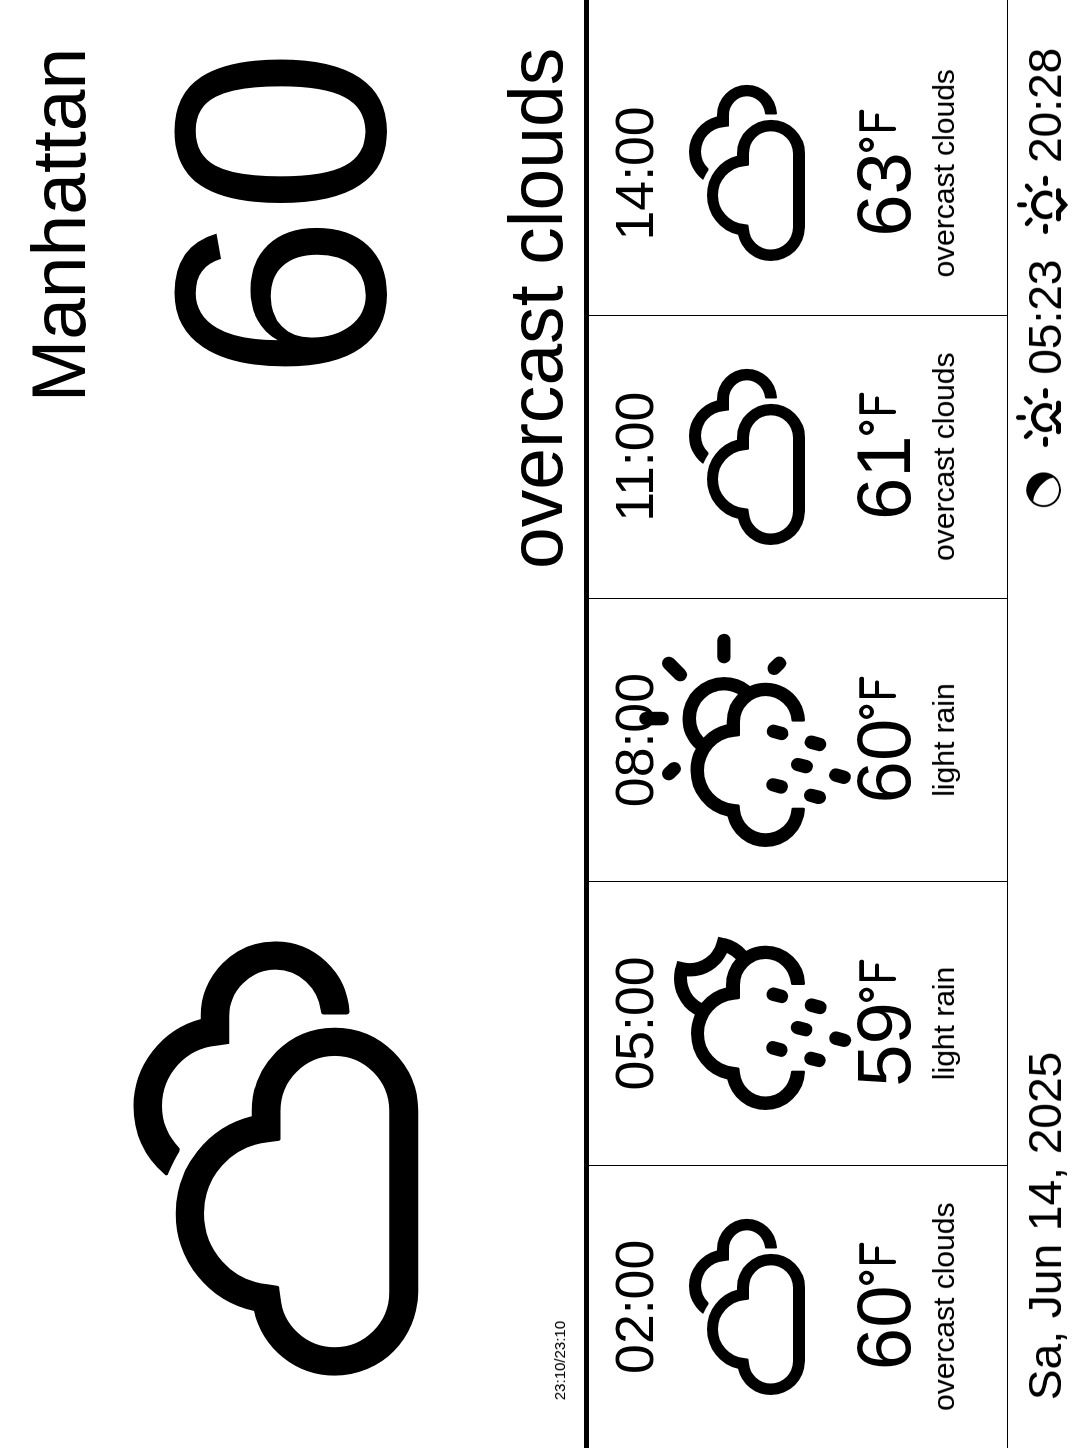 Manhattan
60
overcast clouds
23:10/23:10
02:00
60°F
overcast clouds
05:00
59°F
light rain
08:00
60°F
light rain
11:00
61°F
overcast clouds
14:00
63°F
overcast clouds
Sa, Jun 14, 2025
05:23
20:28